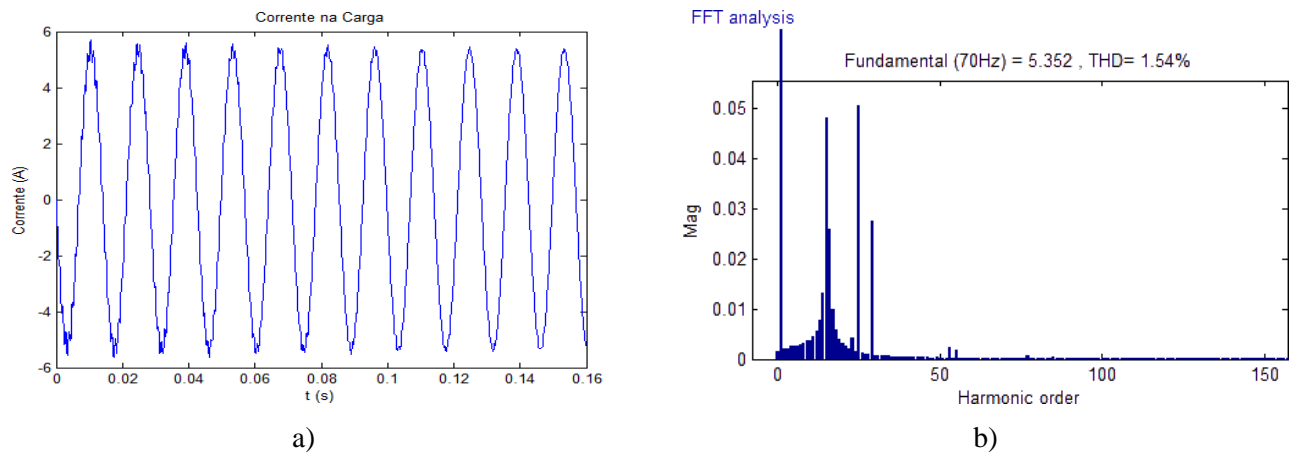 Corrente na Carga
6
4
2
0
-2
-4
-6
Corrente (A)
0 0.02 0.04 0.06 0.08 0.1 0.12 0.14 0.16
t (s)
a)
FFT analysis
Fundamental (70Hz) = 5.352 , THD= 1.54%
0.05
0.04
0.03
0.02
0.01
0
Mag
0 50 100 150
Harmonic order
b)